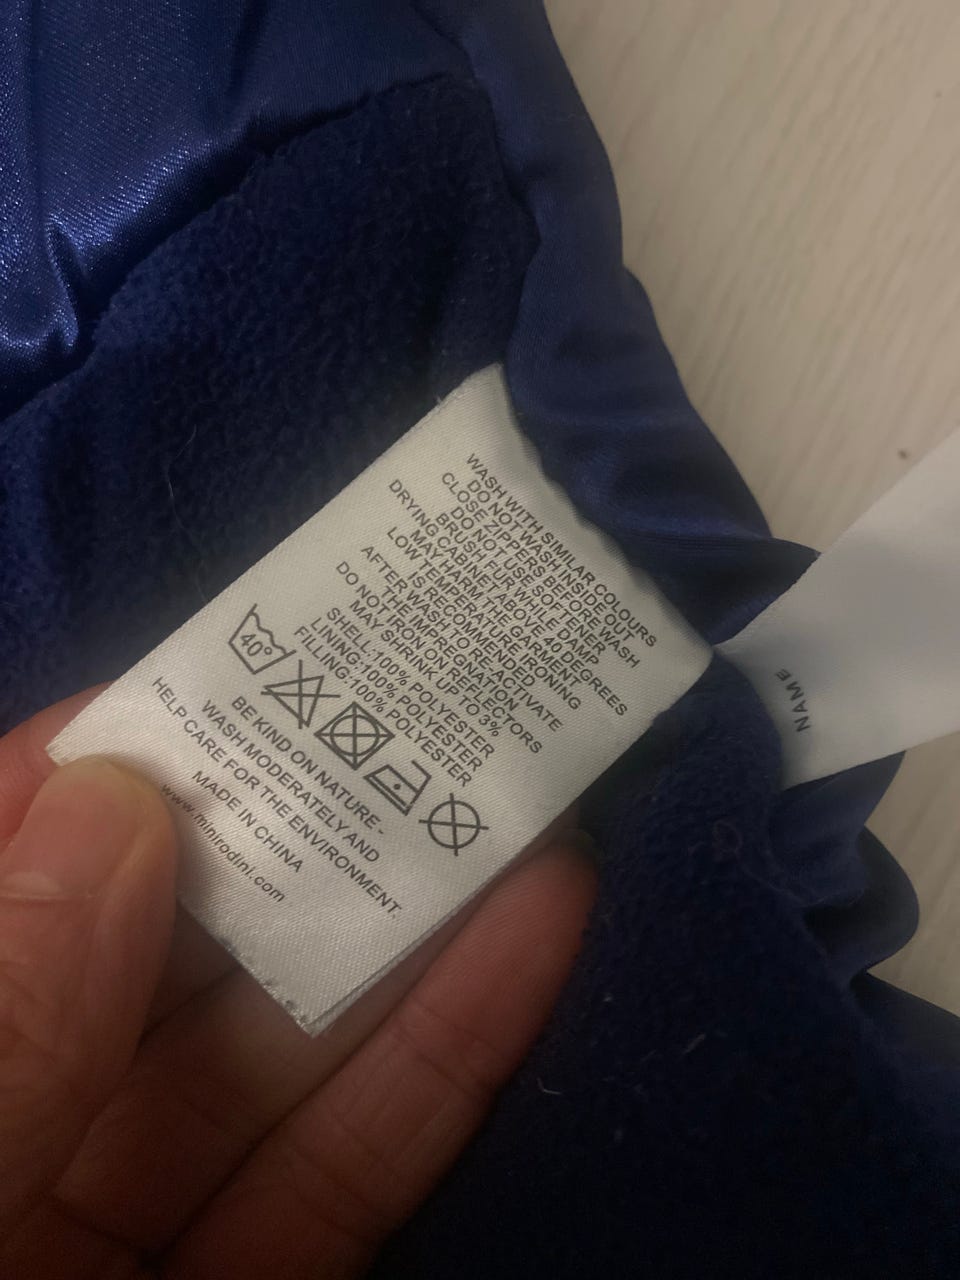 WASH WITH SIMILAR COLOURS
DO NOT WASH INSIDE OUT
CLOSE ZIPPERS BEFORE WASH
DO NOT USE SOFTENER
BRUSH FUR WHILE DAMP
DRYING CABINET ABOVE 40 DEGREES
MAY HARM THE GARMENT
LOW TEMPERATURE IRONING
IS RECOMMENDED
AFTER WASH TO RE-ACTIVATE
THE IMPREGNATION
DO NOT IRON ON REFLECTORS
MAY SHRINK UP TO 3%
SHELL:100% POLYESTER
LINING:100% POLYESTER
FILLING:100% POLYESTER
40°
BE KIND ON NATURE -
WASH MODERATELY AND
HELP CARE FOR THE ENVIRONMENT.
MADE IN CHINA
www.minirodini.com
NAME